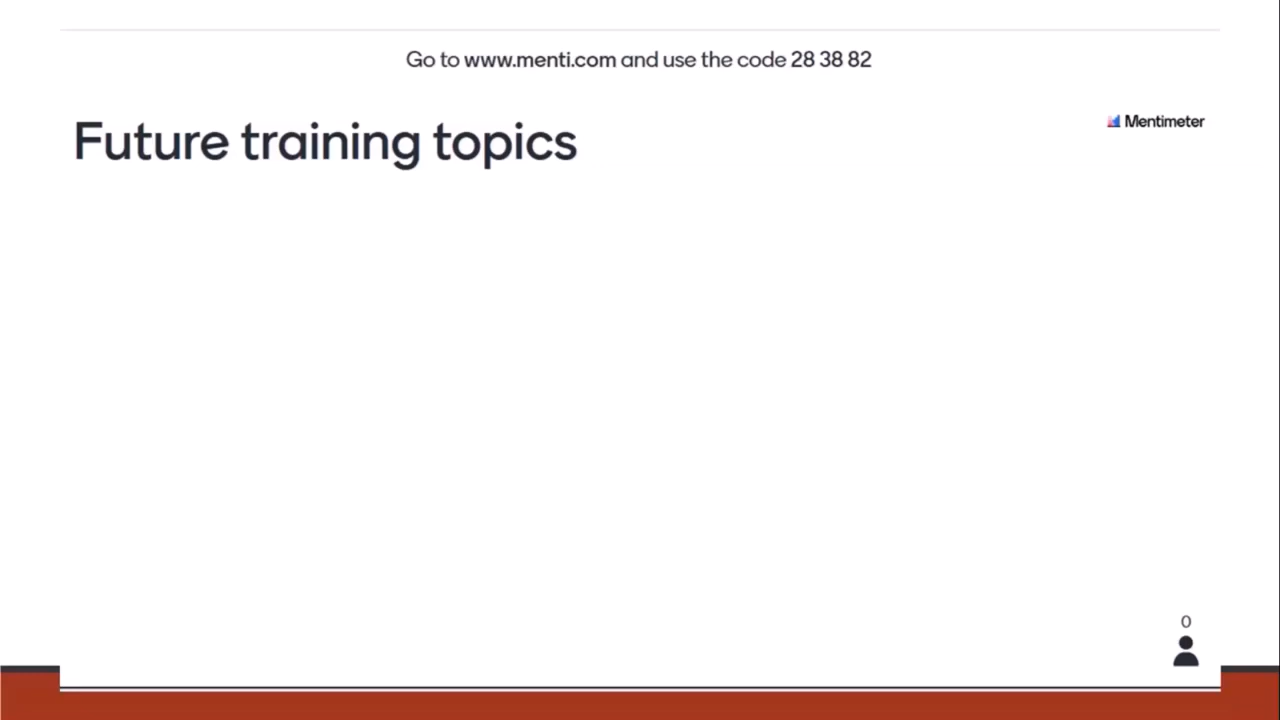 Go to www.menti.com and use the code 28 38 82
Future training topics
Mentimeter
0